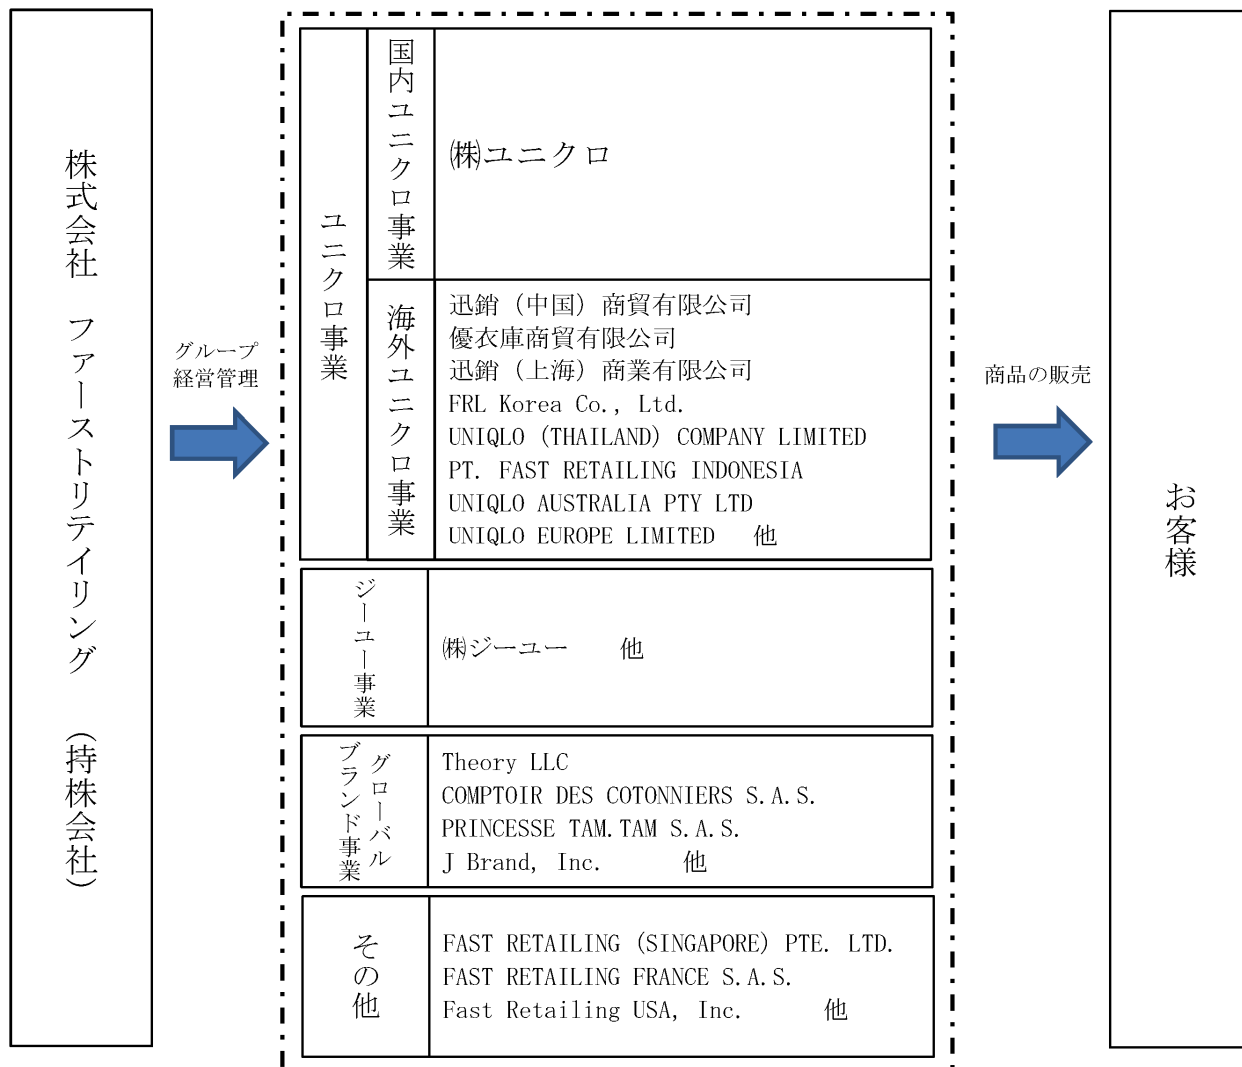 株式会社 ファーストリテイリング (持株会社)
グループ
経営管理
ユニクロ事業
国内ユニクロ事業
㈱ユニクロ
海外ユニクロ事業
迅銷（中国）商貿有限公司
優衣庫商貿有限公司
迅銷（上海）商業有限公司
FRL Korea Co., Ltd.
UNIQLO (THAILAND) COMPANY LIMITED
PT. FAST RETAILING INDONESIA
UNIQLO AUSTRALIA PTY LTD
UNIQLO EUROPE LIMITED 他
ジーユー事業
㈱ジーユー 他
グローバル
ブランド事業
Theory LLC
COMPTOIR DES COTONNIERS S.A.S.
PRINCESSE TAM.TAM S.A.S.
J Brand, Inc. 他
その他
FAST RETAILING (SINGAPORE) PTE. LTD.
FAST RETAILING FRANCE S.A.S.
Fast Retailing USA, Inc. 他
商品の販売
お客様